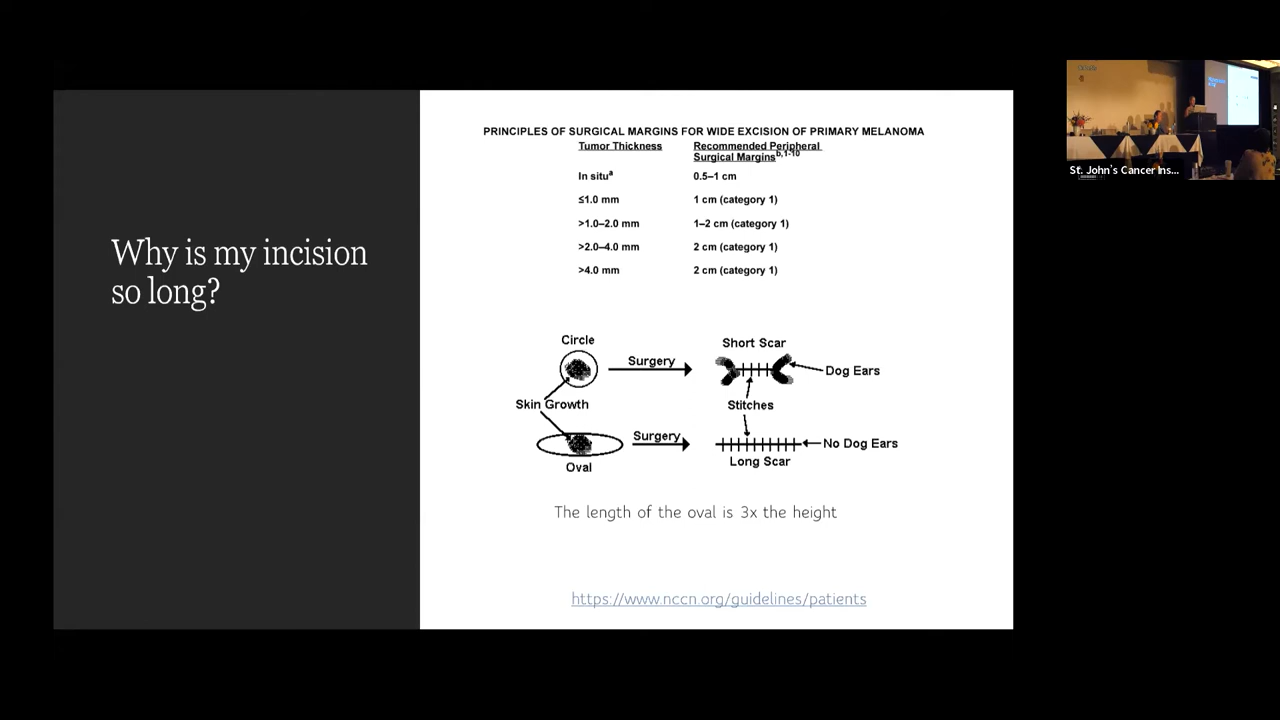 Why is my incision
so long?
PRINCIPLES OF SURGICAL MARGINS FOR WIDE EXCISION OF PRIMARY MELANOMA
Tumor Thickness
Recommended Peripheral
Surgical Margins^b,1-10
In situ^a
0.5–1 cm
≤1.0 mm
1 cm (category 1)
>1.0–2.0 mm
1–2 cm (category 1)
>2.0–4.0 mm
2 cm (category 1)
>4.0 mm
2 cm (category 1)
Circle
Surgery
Short Scar
Dog Ears
Skin Growth
Stitches
Surgery
No Dog Ears
Oval
Long Scar
The length of the oval is 3x the height
https://www.nccn.org/guidelines/patients
St. John's Cancer Ins...